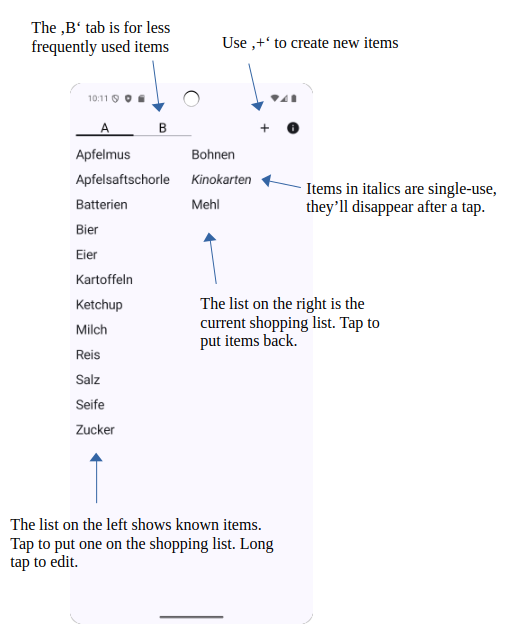 The ‚B‘ tab is for less
frequently used items
Use ‚+‘ to create new items
10:11
A B +
Apfelmus
Apfelsaftschorle
Batterien
Bier
Eier
Kartoffeln
Ketchup
Milch
Reis
Salz
Seife
Zucker
Bohnen
Kinokarten
Mehl
Items in italics are single-use,
they’ll disappear after a tap.
The list on the right is the
current shopping list. Tap to
put items back.
The list on the left shows known items.
Tap to put one on the shopping list. Long
tap to edit.